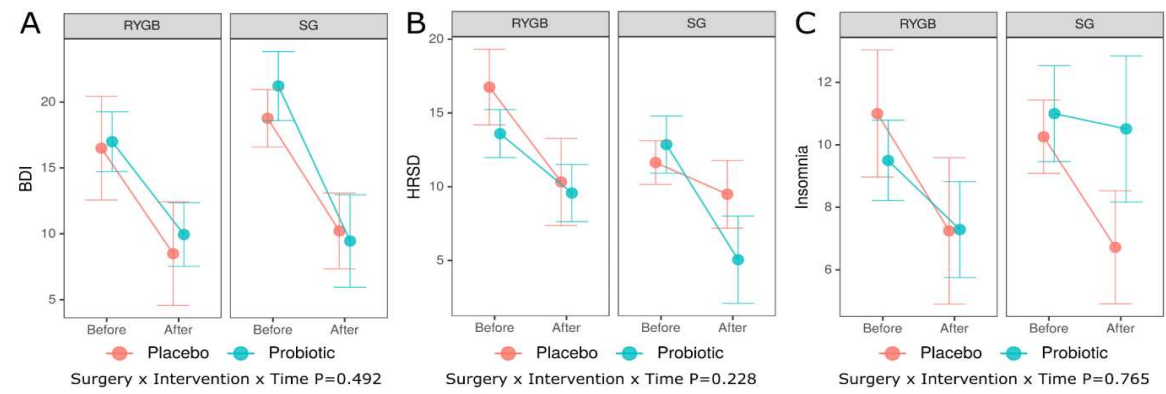 A
RYGB
SG
BDI
20
15
10
5
Before
After
Before
After
Placebo
Probiotic
Surgery x Intervention x Time P=0.492
B
RYGB
SG
HRSD
20
15
10
5
Before
After
Before
After
Placebo
Probiotic
Surgery x Intervention x Time P=0.228
C
RYGB
SG
Insomnia
12
10
8
6
Before
After
Before
After
Placebo
Probiotic
Surgery x Intervention x Time P=0.765